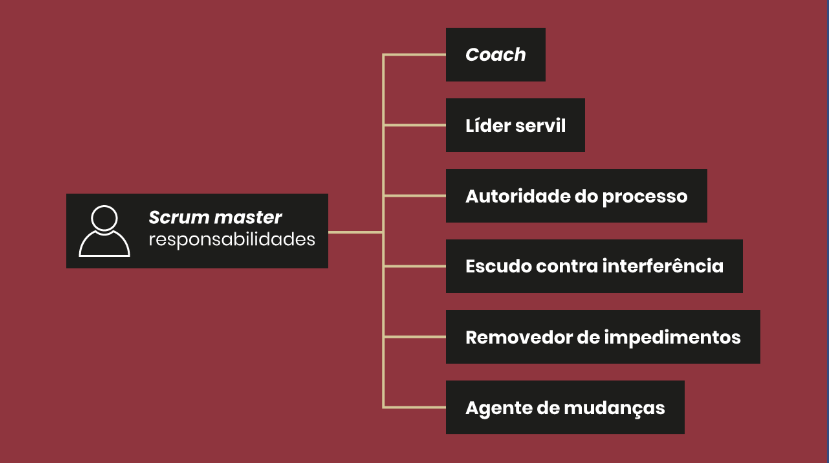 Scrum master
responsabilidades
Coach
Líder servil
Autoridade do processo
Escudo contra interferência
Removedor de impedimentos
Agente de mudanças